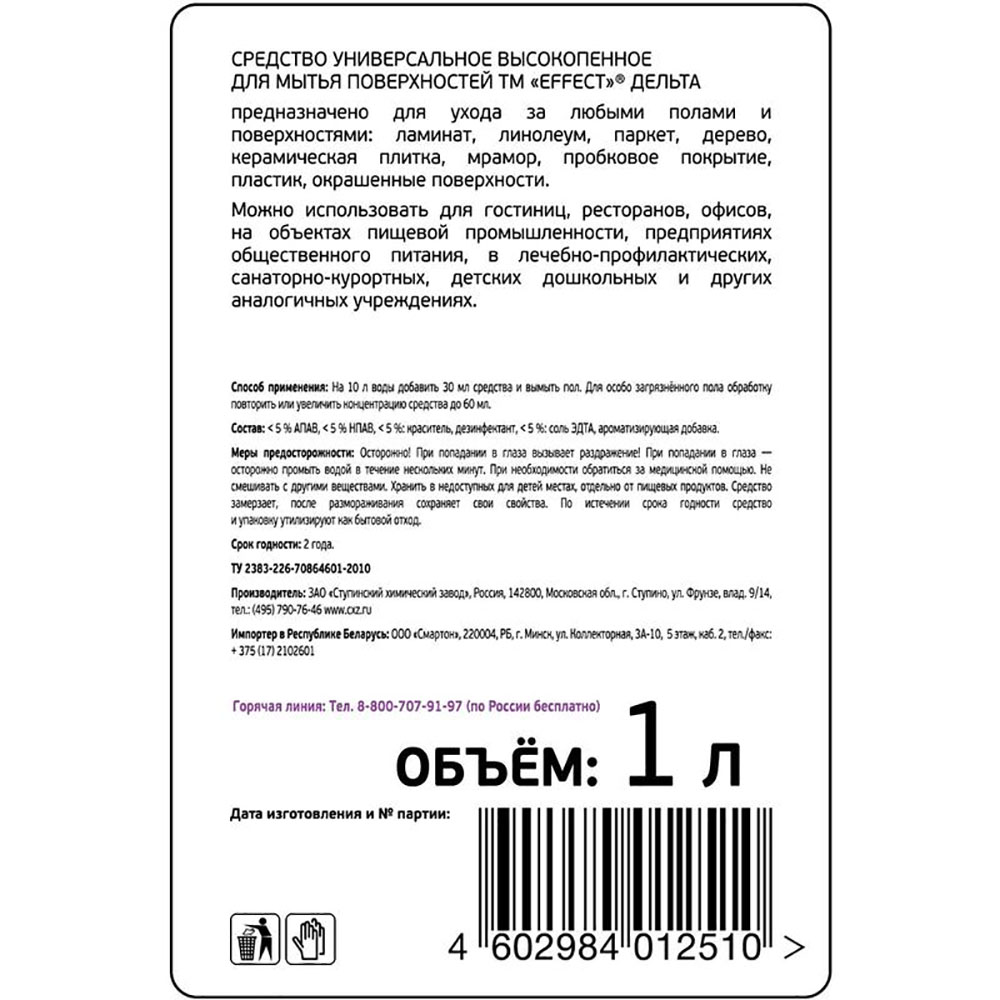 СРЕДСТВО УНИВЕРСАЛЬНОЕ ВЫСОКОПЕННОЕ
ДЛЯ МЫТЬЯ ПОВЕРХНОСТЕЙ ТМ «EFFECT»® ДЕЛЬТА
предназначено для ухода за любыми полами и
поверхностями: ламинат, линолеум, паркет, дерево,
керамическая плитка, мрамор, пробковое покрытие,
пластик, окрашенные поверхности.
Можно использовать для гостиниц, ресторанов, офисов,
на объектах пищевой промышленности, предприятиях
общественного питания, в лечебно-профилактических,
санаторно-курортных, детских дошкольных и других
аналогичных учреждениях.
Способ применения: На 10 л воды добавить 30 мл средства и вымыть пол. Для особо загрязнённого пола обработку
повторить или увеличить концентрацию средства до 60 мл.
Состав: < 5 % АПАВ, < 5 % НПАВ, < 5 %: краситель, дезинфектант, < 5 %: соль ЭДТА, ароматизирующая добавка.
Меры предосторожности: Осторожно! При попадании в глаза вызывает раздражение! При попадании в глаза —
осторожно промыть водой в течение нескольких минут. При необходимости обратиться за медицинской помощью. Не
смешивать с другими веществами. Хранить в недоступных для детей местах, отдельно от пищевых продуктов. Средство
замерзает, после размораживания сохраняет свои свойства. По истечении срока годности средство
и упаковку утилизируют как бытовой отход.
Срок годности: 2 года.
ТУ 2383-226-70864601-2010
Производитель: ЗАО «Ступинский химический завод», Россия, 142800, Московская обл., г. Ступино, ул. Фрунзе, влад. 9/14,
тел.: (495) 790-76-46 www.cxz.ru
Импортер в Республике Беларусь: ООО «Смартон», 220004, РБ, г. Минск, ул. Коллекторная, 3А-10, 5 этаж, каб. 2, тел./факс:
+ 375 (17) 2102601
Горячая линия: Тел. 8-800-707-91-97 (по России бесплатно)
ОБЪЁМ: 1 л
Дата изготовления и № партии:
4 602984 012510 >